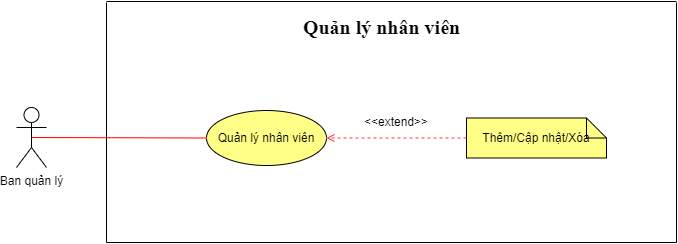 Quản lý nhân viên
<<extend>>
Quản lý nhân viên
Thêm/Cập nhật/Xóa
Ban quản lý